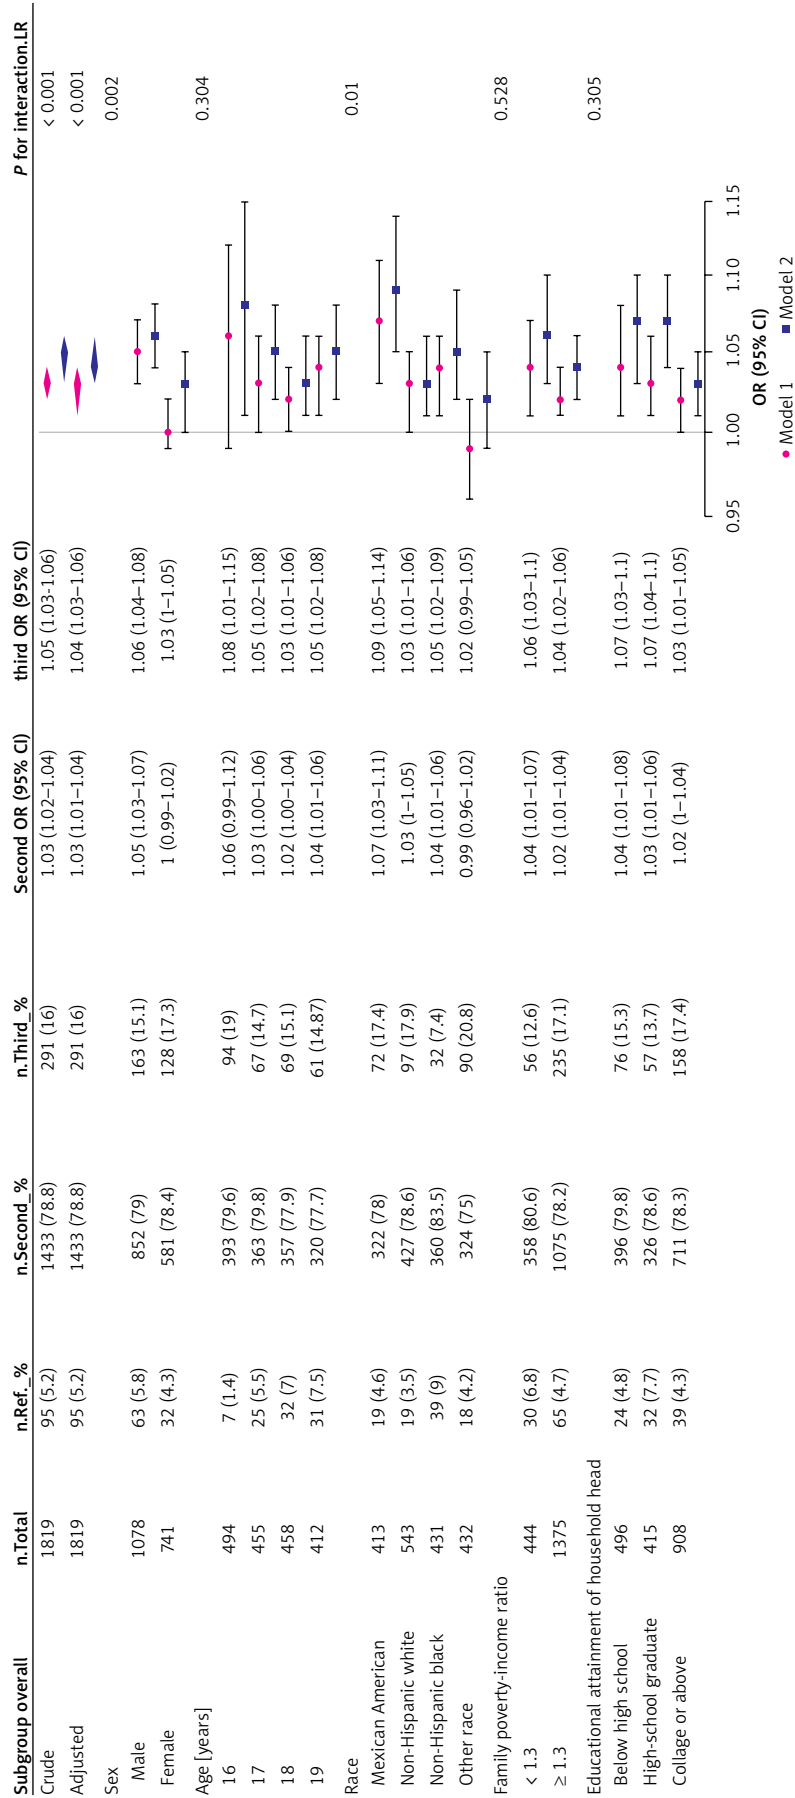 Subgroup overall n.Total n.Ref._% n.Second_% n.Third_% Second OR (95% CI) third OR (95% CI) P for interaction.LR
Crude 1819 95 (5.2) 1433 (78.8) 291 (16) 1.03 (1.02–1.04) 1.05 (1.03-1.06) < 0.001
Adjusted 1819 95 (5.2) 1433 (78.8) 291 (16) 1.03 (1.01–1.04) 1.04 (1.03–1.06) < 0.001
Sex 0.002
Male 1078 63 (5.8) 852 (79) 163 (15.1) 1.05 (1.03–1.07) 1.06 (1.04–1.08)
Female 741 32 (4.3) 581 (78.4) 128 (17.3) 1 (0.99–1.02) 1.03 (1–1.05)
Age [years] 0.304
16 494 7 (1.4) 393 (79.6) 94 (19) 1.06 (0.99–1.12) 1.08 (1.01–1.15)
17 455 25 (5.5) 363 (79.8) 67 (14.7) 1.03 (1.00–1.06) 1.05 (1.02–1.08)
18 458 32 (7) 357 (77.9) 69 (15.1) 1.02 (1.00–1.04) 1.03 (1.01–1.06)
19 412 31 (7.5) 320 (77.7) 61 (14.87) 1.04 (1.01–1.06) 1.05 (1.02–1.08)
Race 0.01
Mexican American 413 19 (4.6) 322 (78) 72 (17.4) 1.07 (1.03–1.11) 1.09 (1.05–1.14)
Non-Hispanic white 543 19 (3.5) 427 (78.6) 97 (17.9) 1.03 (1–1.05) 1.03 (1.01–1.06)
Non-Hispanic black 431 39 (9) 360 (83.5) 32 (7.4) 1.04 (1.01–1.06) 1.05 (1.02–1.09)
Other race 432 18 (4.2) 324 (75) 90 (20.8) 0.99 (0.96–1.02) 1.02 (0.99–1.05)
Family poverty-income ratio 0.528
< 1.3 444 30 (6.8) 358 (80.6) 56 (12.6) 1.04 (1.01–1.07) 1.06 (1.03–1.1)
≥ 1.3 1375 65 (4.7) 1075 (78.2) 235 (17.1) 1.02 (1.01–1.04) 1.04 (1.02–1.06)
Educational attainment of household head 0.305
Below high school 496 24 (4.8) 396 (79.8) 76 (15.3) 1.04 (1.01–1.08) 1.07 (1.03–1.1)
High-school graduate 415 32 (7.7) 326 (78.6) 57 (13.7) 1.03 (1.01–1.06) 1.07 (1.04–1.1)
Collage or above 908 39 (4.3) 711 (78.3) 158 (17.4) 1.02 (1–1.04) 1.03 (1.01–1.05)
0.95 1.00 1.05 1.10 1.15
OR (95% CI)
Model 1 Model 2